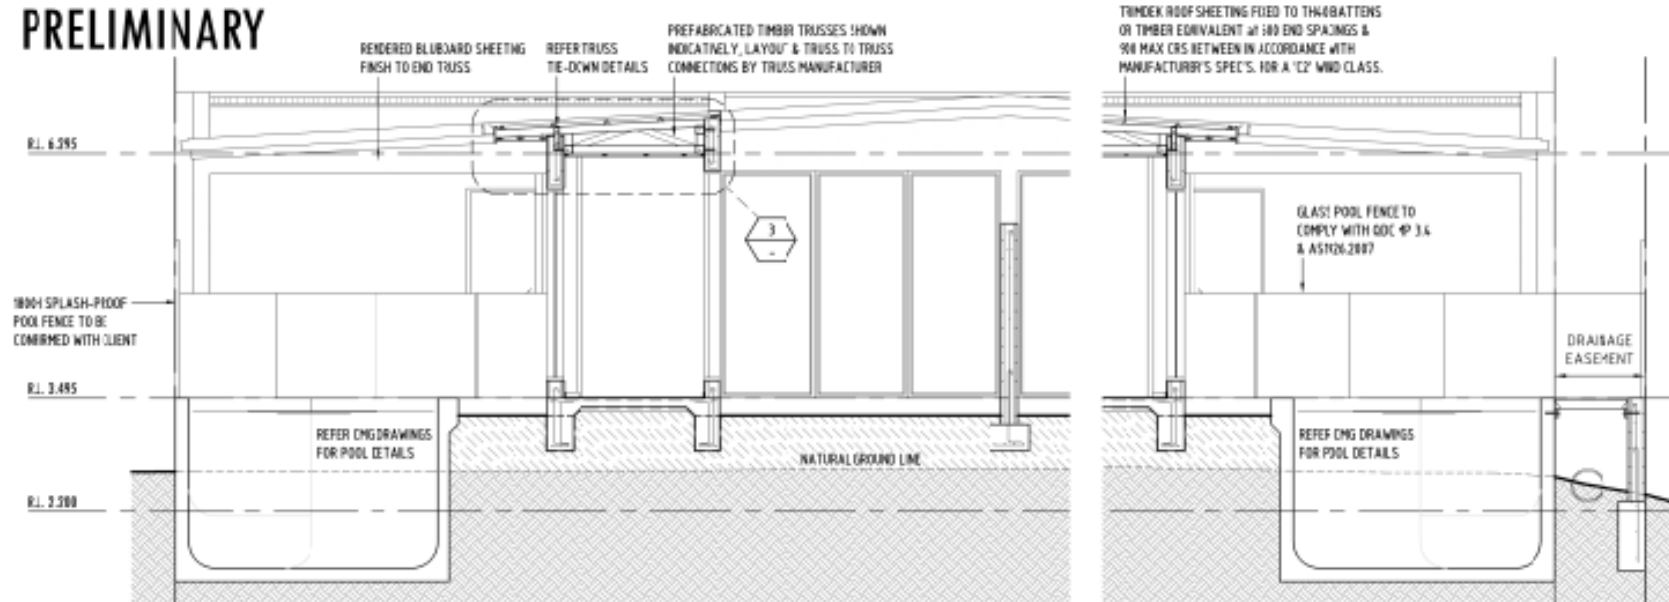 PRELIMINARY
RENDERED BLUBOARD SHEETING
FINSH TO END TRUSS
REFER TRUSS
TIE-DOWN DETAILS
PREFABRCATED TIMBER TRUSSES SHOWN
INDICATIVELY, LAYOUT & TRUSS TO TRUSS
CONNECTIONS BY TRUSS MANUFACTURER
TRIMDEK ROOF SHEETING FIXED TO TH40 BATTENS
OR TIMBER EQUIVALENT at 600 END SPACINGS &
900 MAX CRS BETWEEN IN ACCORDANCE WITH
MANUFACTURER'S SPEC'S. FOR A 'C2' WIND CLASS.
R.L. 6.295
3
-
GLASS POOL FENCE TO
COMPLY WITH QDC MP 3.4
& AS1926.2007
1800H SPLASH-PROOF
POOL FENCE TO BE
CONFIRMED WITH CLIENT
DRAINAGE
EASEMENT
R.L. 3.495
REFER CMG DRAWINGS
FOR POOL DETAILS
NATURAL GROUND LINE
REFER CMG DRAWINGS
FOR POOL DETAILS
R.L. 2.200